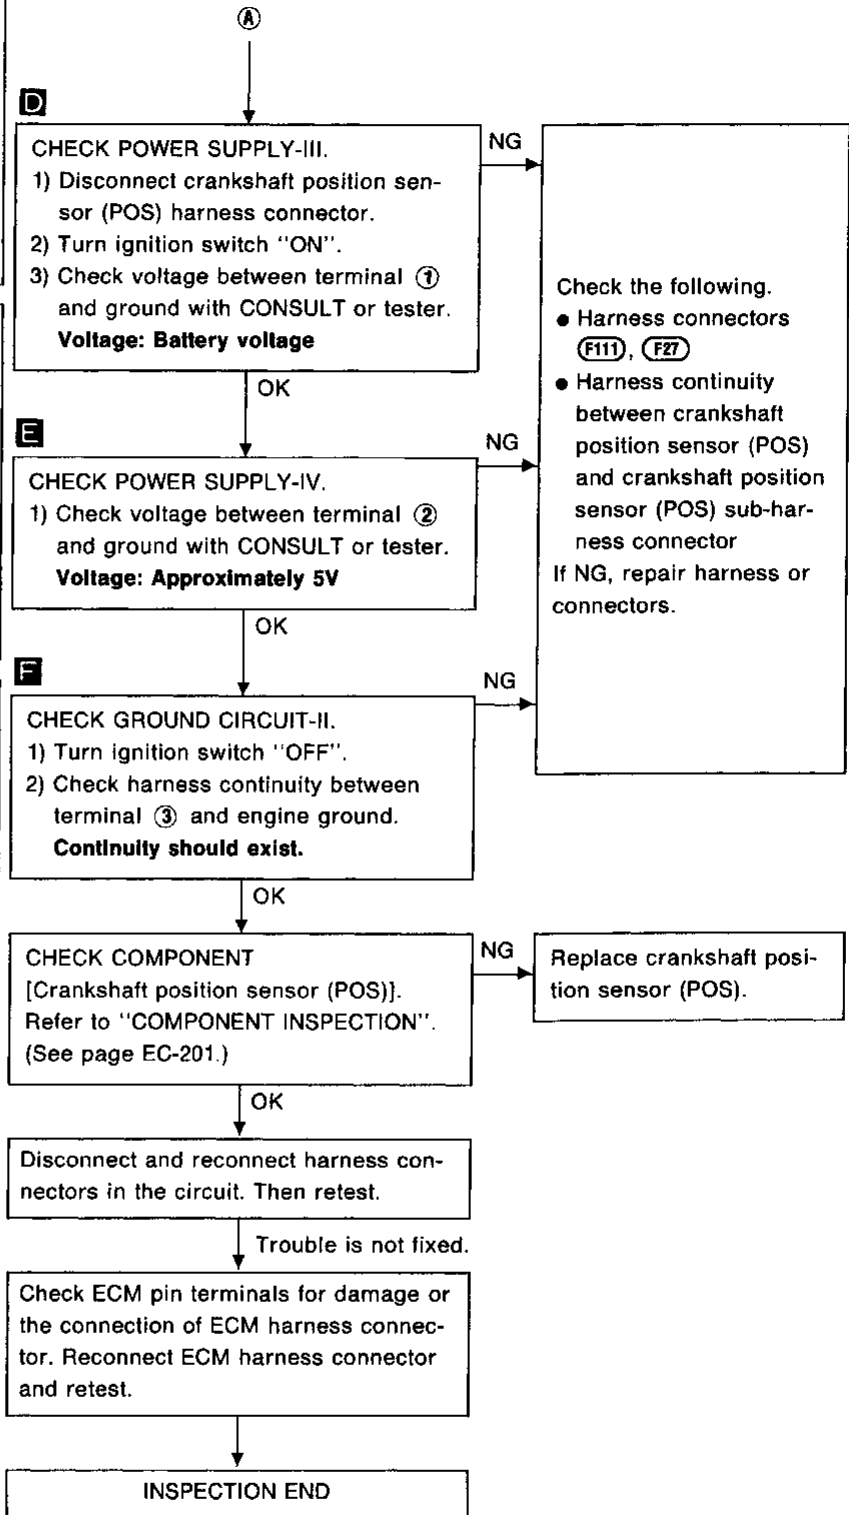 Ⓐ
D
CHECK POWER SUPPLY-III.
1) Disconnect crankshaft position sen-
sor (POS) harness connector.
2) Turn ignition switch "ON".
3) Check voltage between terminal ①
and ground with CONSULT or tester.
Voltage: Battery voltage
NG
OK
Check the following.
● Harness connectors
F111, F27
● Harness continuity
between crankshaft
position sensor (POS)
and crankshaft position
sensor (POS) sub-har-
ness connector
If NG, repair harness or
connectors.
E
CHECK POWER SUPPLY-IV.
1) Check voltage between terminal ②
and ground with CONSULT or tester.
Voltage: Approximately 5V
NG
OK
F
CHECK GROUND CIRCUIT-II.
1) Turn ignition switch "OFF".
2) Check harness continuity between
terminal ③ and engine ground.
Continuity should exist.
NG
OK
CHECK COMPONENT
[Crankshaft position sensor (POS)].
Refer to "COMPONENT INSPECTION".
(See page EC-201.)
NG
Replace crankshaft posi-
tion sensor (POS).
OK
Disconnect and reconnect harness con-
nectors in the circuit. Then retest.
Trouble is not fixed.
Check ECM pin terminals for damage or
the connection of ECM harness connec-
tor. Reconnect ECM harness connector
and retest.
INSPECTION END